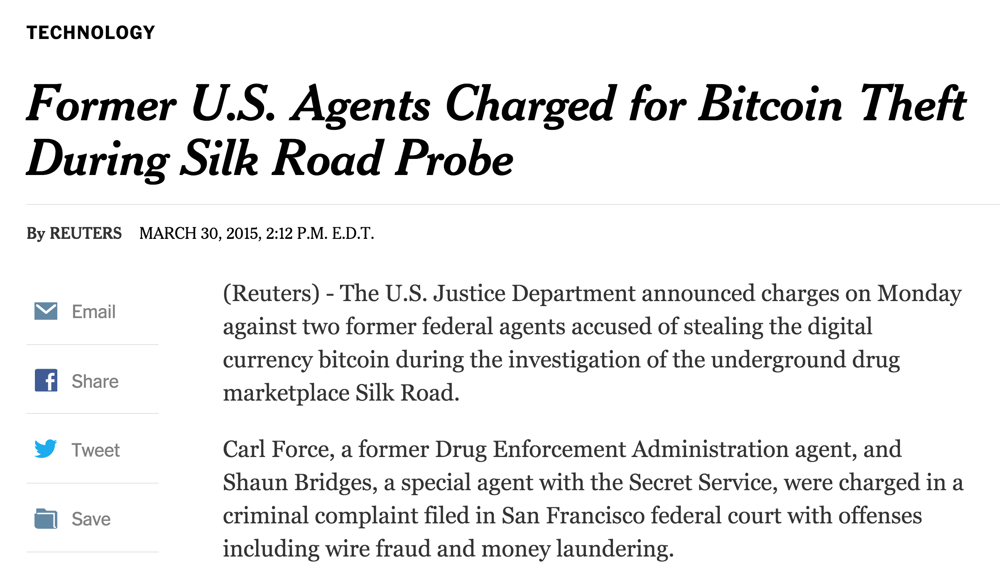 TECHNOLOGY
Former U.S. Agents Charged for Bitcoin Theft
During Silk Road Probe
By REUTERS MARCH 30, 2015, 2:12 P.M. E.D.T.
Email
Share
Tweet
Save
(Reuters) - The U.S. Justice Department announced charges on Monday
against two former federal agents accused of stealing the digital
currency bitcoin during the investigation of the underground drug
marketplace Silk Road.
Carl Force, a former Drug Enforcement Administration agent, and
Shaun Bridges, a special agent with the Secret Service, were charged in a
criminal complaint filed in San Francisco federal court with offenses
including wire fraud and money laundering.